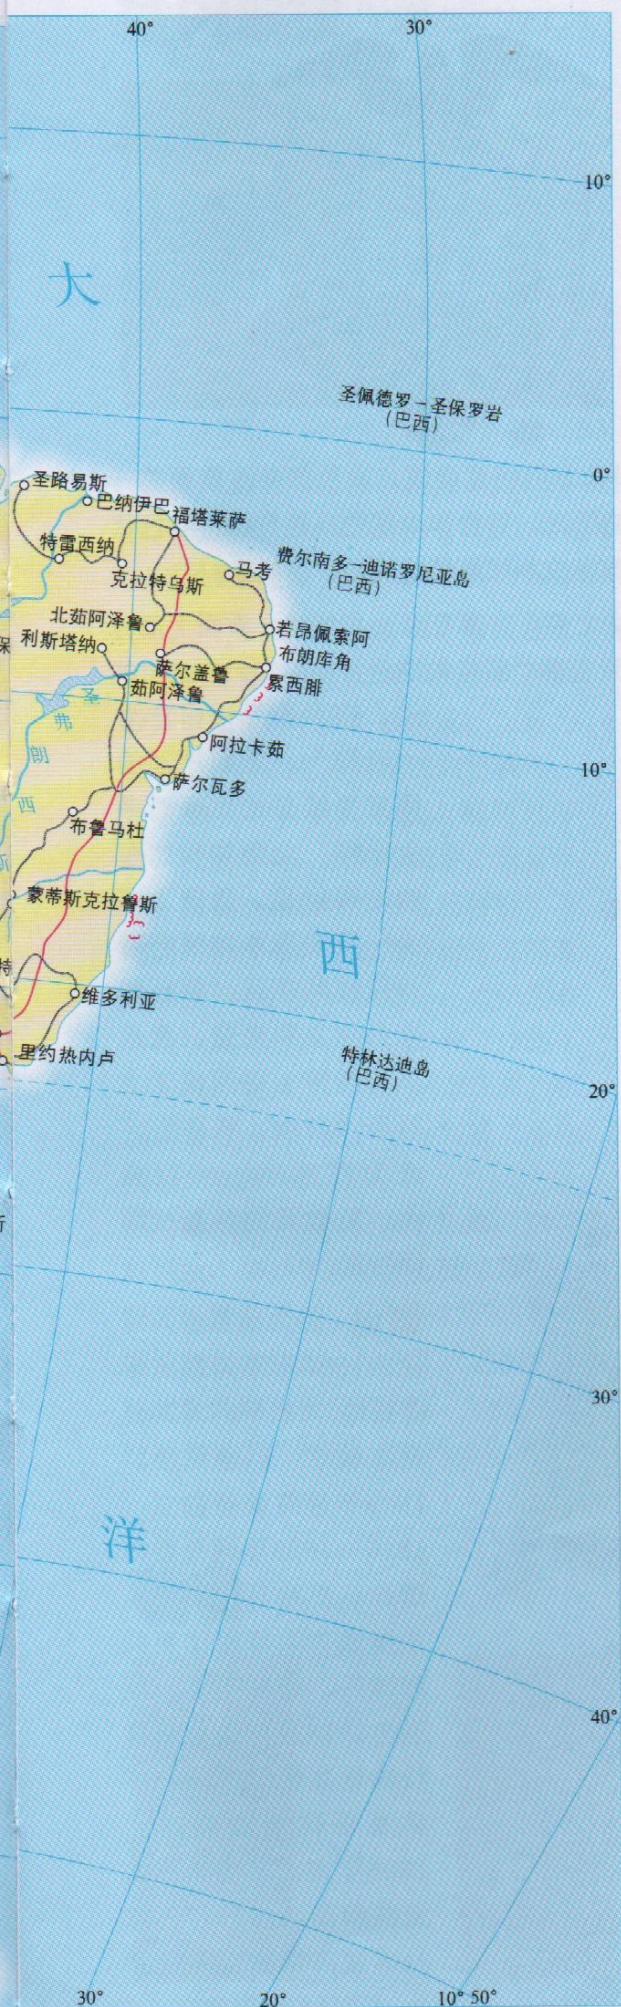 40°
30°
10°
大
圣佩德罗-圣保罗岩
(巴西)
0°
圣路易斯
巴纳伊巴
福塔莱萨
特雷西纳
克拉特乌斯
马考
费尔南多-迪诺罗尼亚岛
(巴西)
北茹阿泽鲁
若昂佩索阿
保
利斯塔纳
布朗库角
萨尔盖鲁
茹阿泽鲁
累西腓
圣
弗
朗
西
阿拉卡茹
10°
萨尔瓦多
布鲁马杜
蒙蒂斯克拉鲁斯
西
特
维多利亚
里约热内卢
特林达迪岛
(巴西)
20°
斤
30°
洋
40°
30°
20°
10°
50°